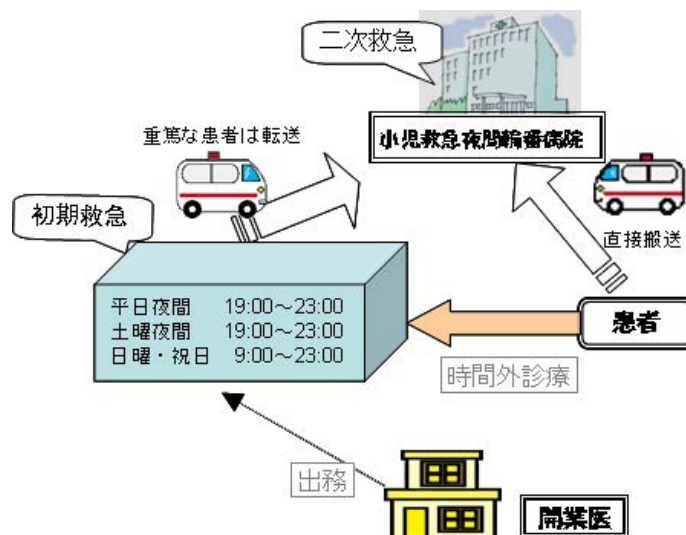 二次救急
小児救急夜間輪番病院
重篤な患者は転送
初期救急
直接搬送
平日夜間 19:00～23:00
土曜夜間 19:00～23:00
日曜・祝日 9:00～23:00
患者
時間外診療
出務
開業医